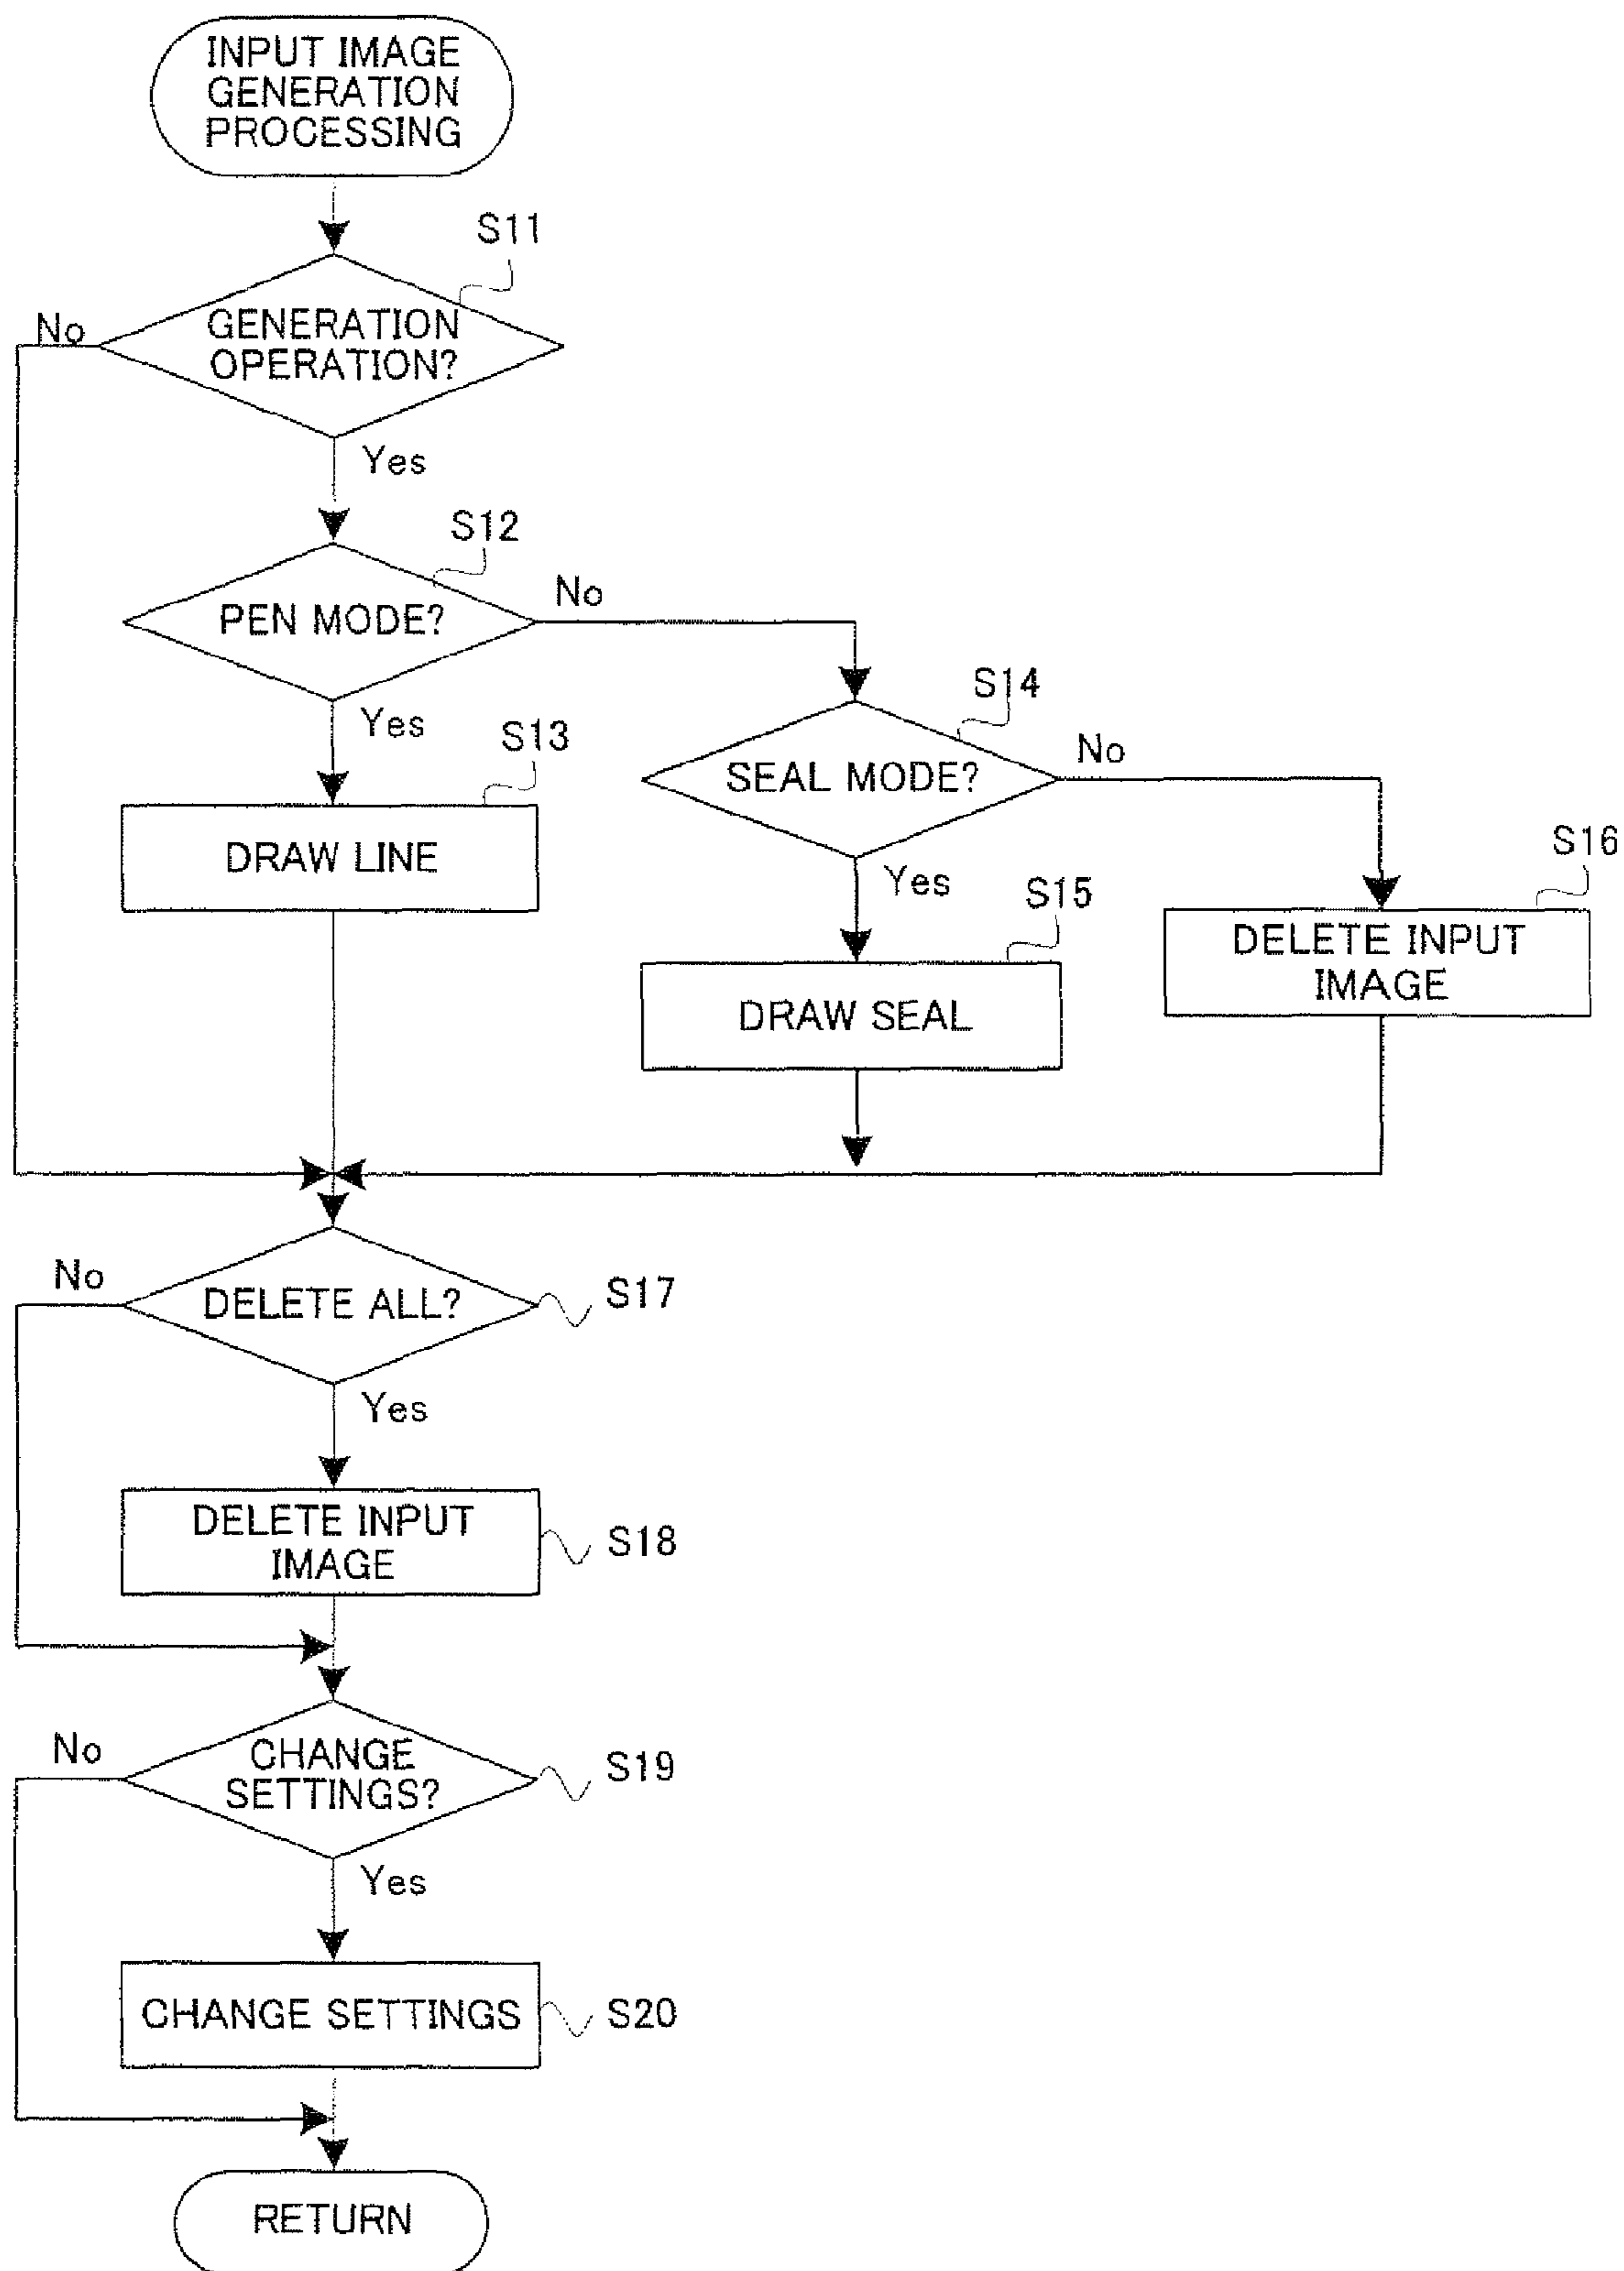 INPUT IMAGE
GENERATION
PROCESSING
S11
No
GENERATION
OPERATION?
Yes
S12
No
PEN MODE?
Yes
S13
DRAW LINE
S14
No
SEAL MODE?
Yes
S15
DRAW SEAL
S16
DELETE INPUT
IMAGE
No
DELETE ALL?
S17
Yes
DELETE INPUT
IMAGE
S18
No
CHANGE
SETTINGS?
S19
Yes
CHANGE SETTINGS
S20
RETURN